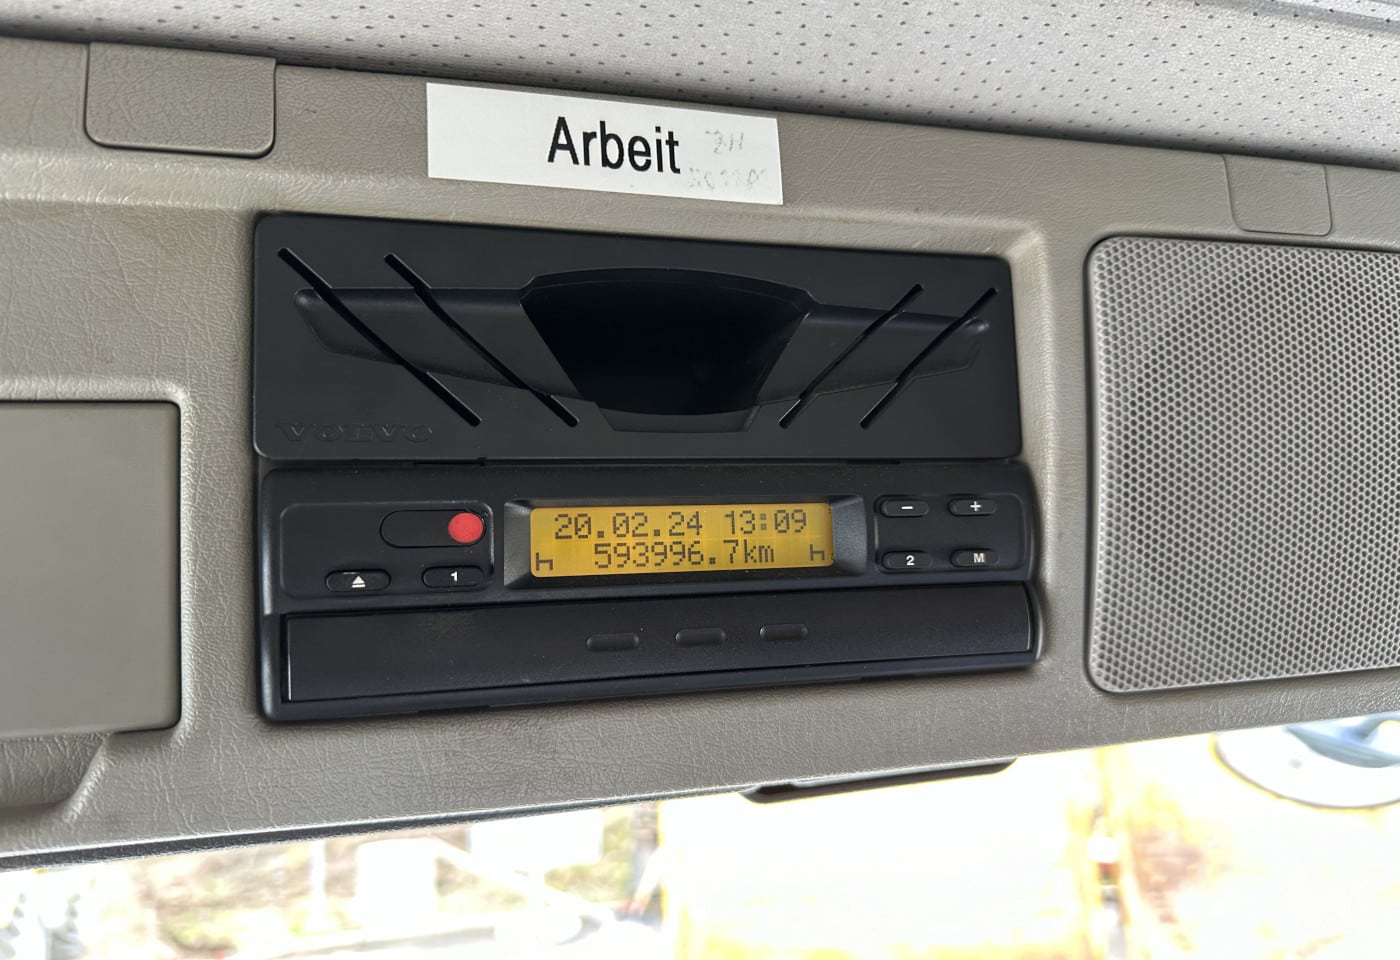 Arbeit
VOLVO
20.02.24 13:09
593996.7km
1
- +
2 M